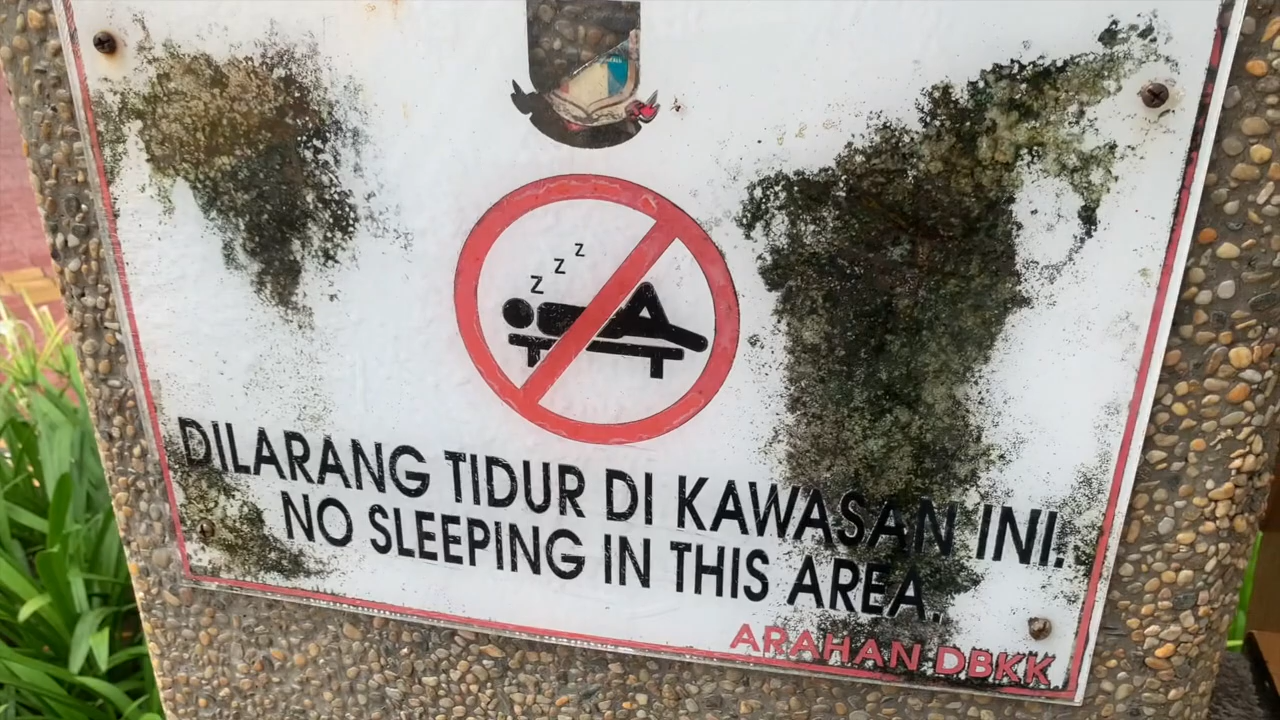 z
z
z
DILARANG TIDUR DI KAWASAN INI.
NO SLEEPING IN THIS AREA.
ARAHAN DBKK